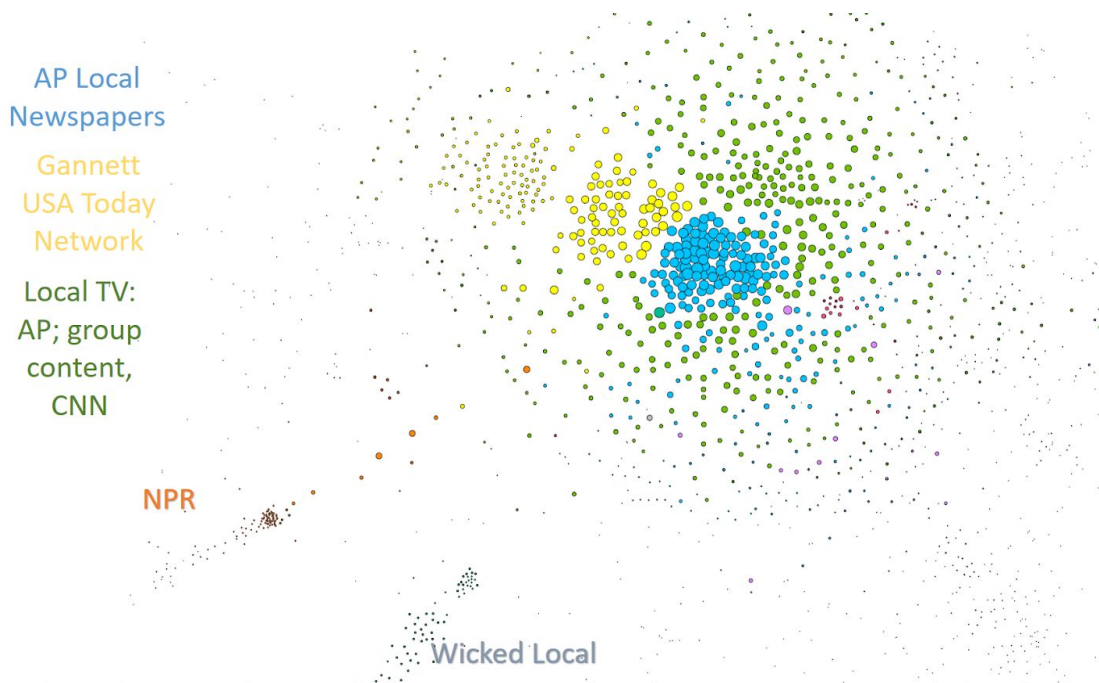 AP Local
Newspapers
Gannett
USA Today
Network
Local TV:
AP; group
content,
CNN
NPR
Wicked Local